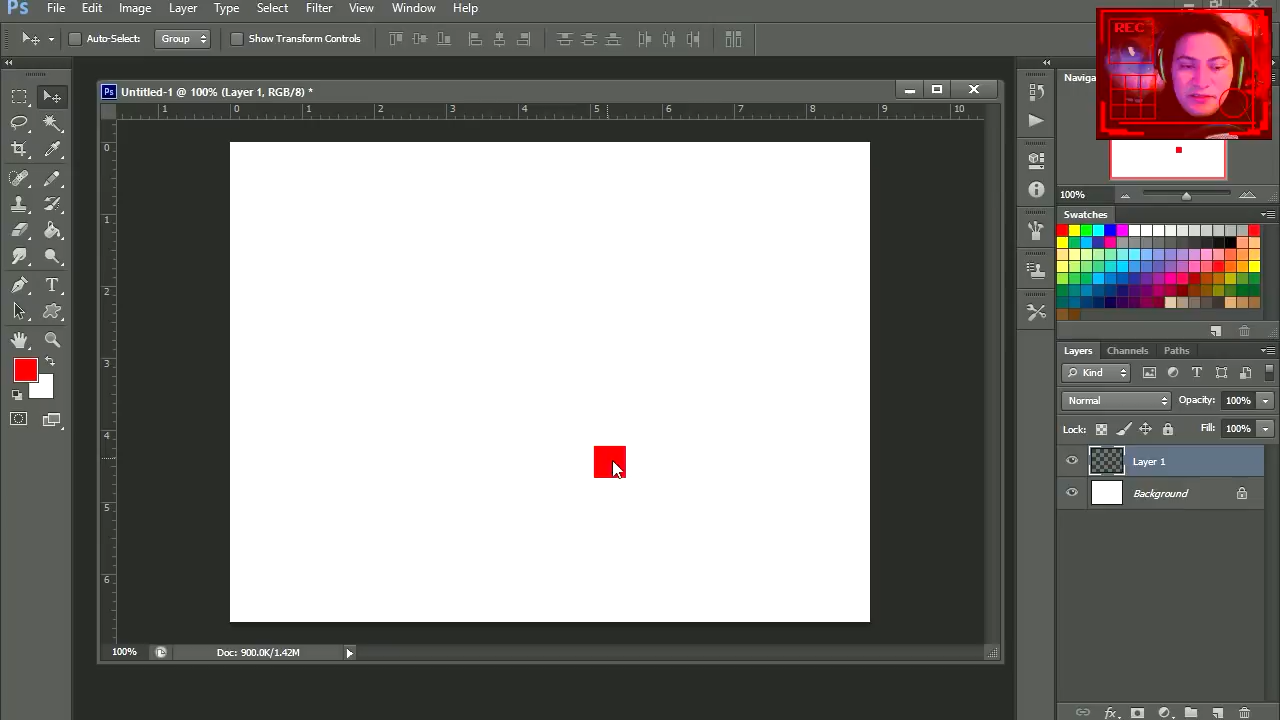 Ps File Edit Image Layer Type Select Filter View Window Help
Auto-Select: Group Show Transform Controls
REC
Ps Untitled-1 @ 100% (Layer 1, RGB/8) *
Naviga
1 0 1 2 3 4 5 6 7 8 9 10
0
1
2
3
4
5
6
100% Doc: 900.0K/1.42M
100%
Swatches
Layers Channels Paths
Kind
Normal Opacity: 100%
Lock: Fill: 100%
Layer 1
Background
T
T
fx